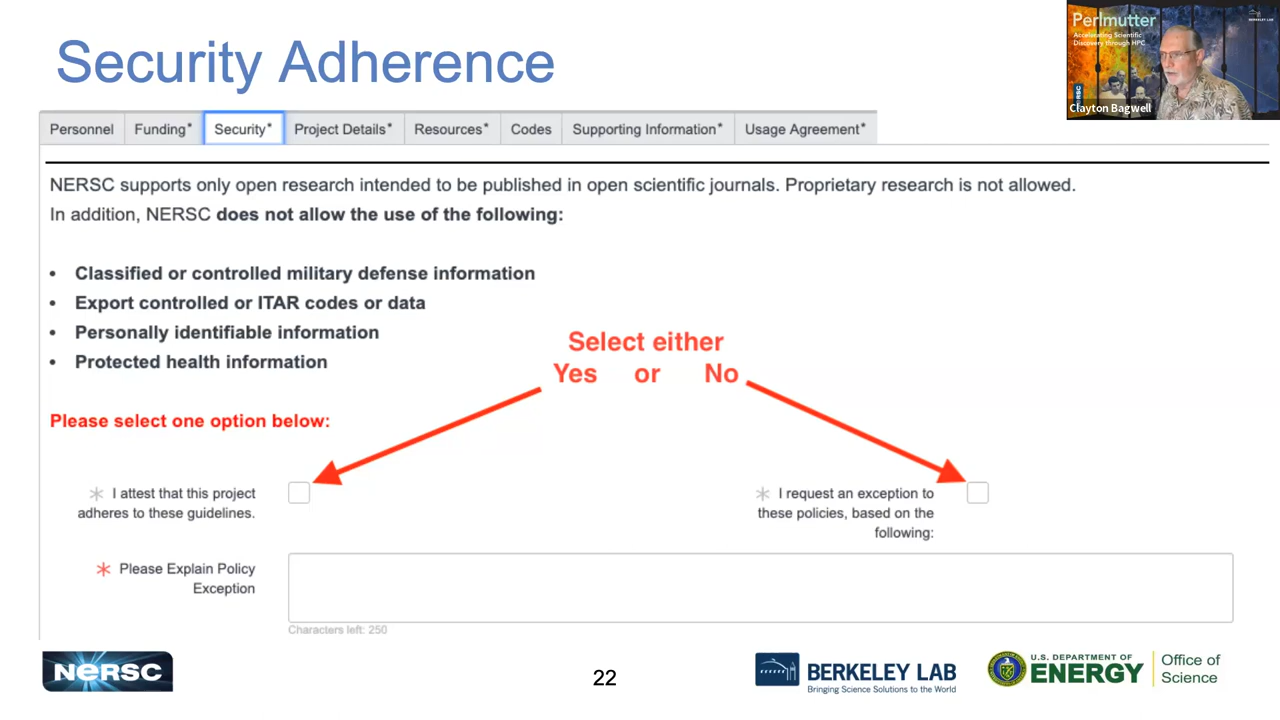 Security Adherence
Perlmutter
Accelerating Scientific
Discovery through HPC
BERKELEY LAB
NERSC
Clayton Bagwell
Personnel Funding* Security* Project Details* Resources* Codes Supporting Information* Usage Agreement*
NERSC supports only open research intended to be published in open scientific journals. Proprietary research is not allowed.
In addition, NERSC does not allow the use of the following:
• Classified or controlled military defense information
• Export controlled or ITAR codes or data
• Personally identifiable information
• Protected health information
Select either
Yes or No
Please select one option below:
* I attest that this project
adheres to these guidelines.
* I request an exception to
these policies, based on the
following:
* Please Explain Policy
Exception
Characters left: 250
NERSC
22
BERKELEY LAB
Bringing Science Solutions to the World
U.S. DEPARTMENT OF
ENERGY
Office of
Science